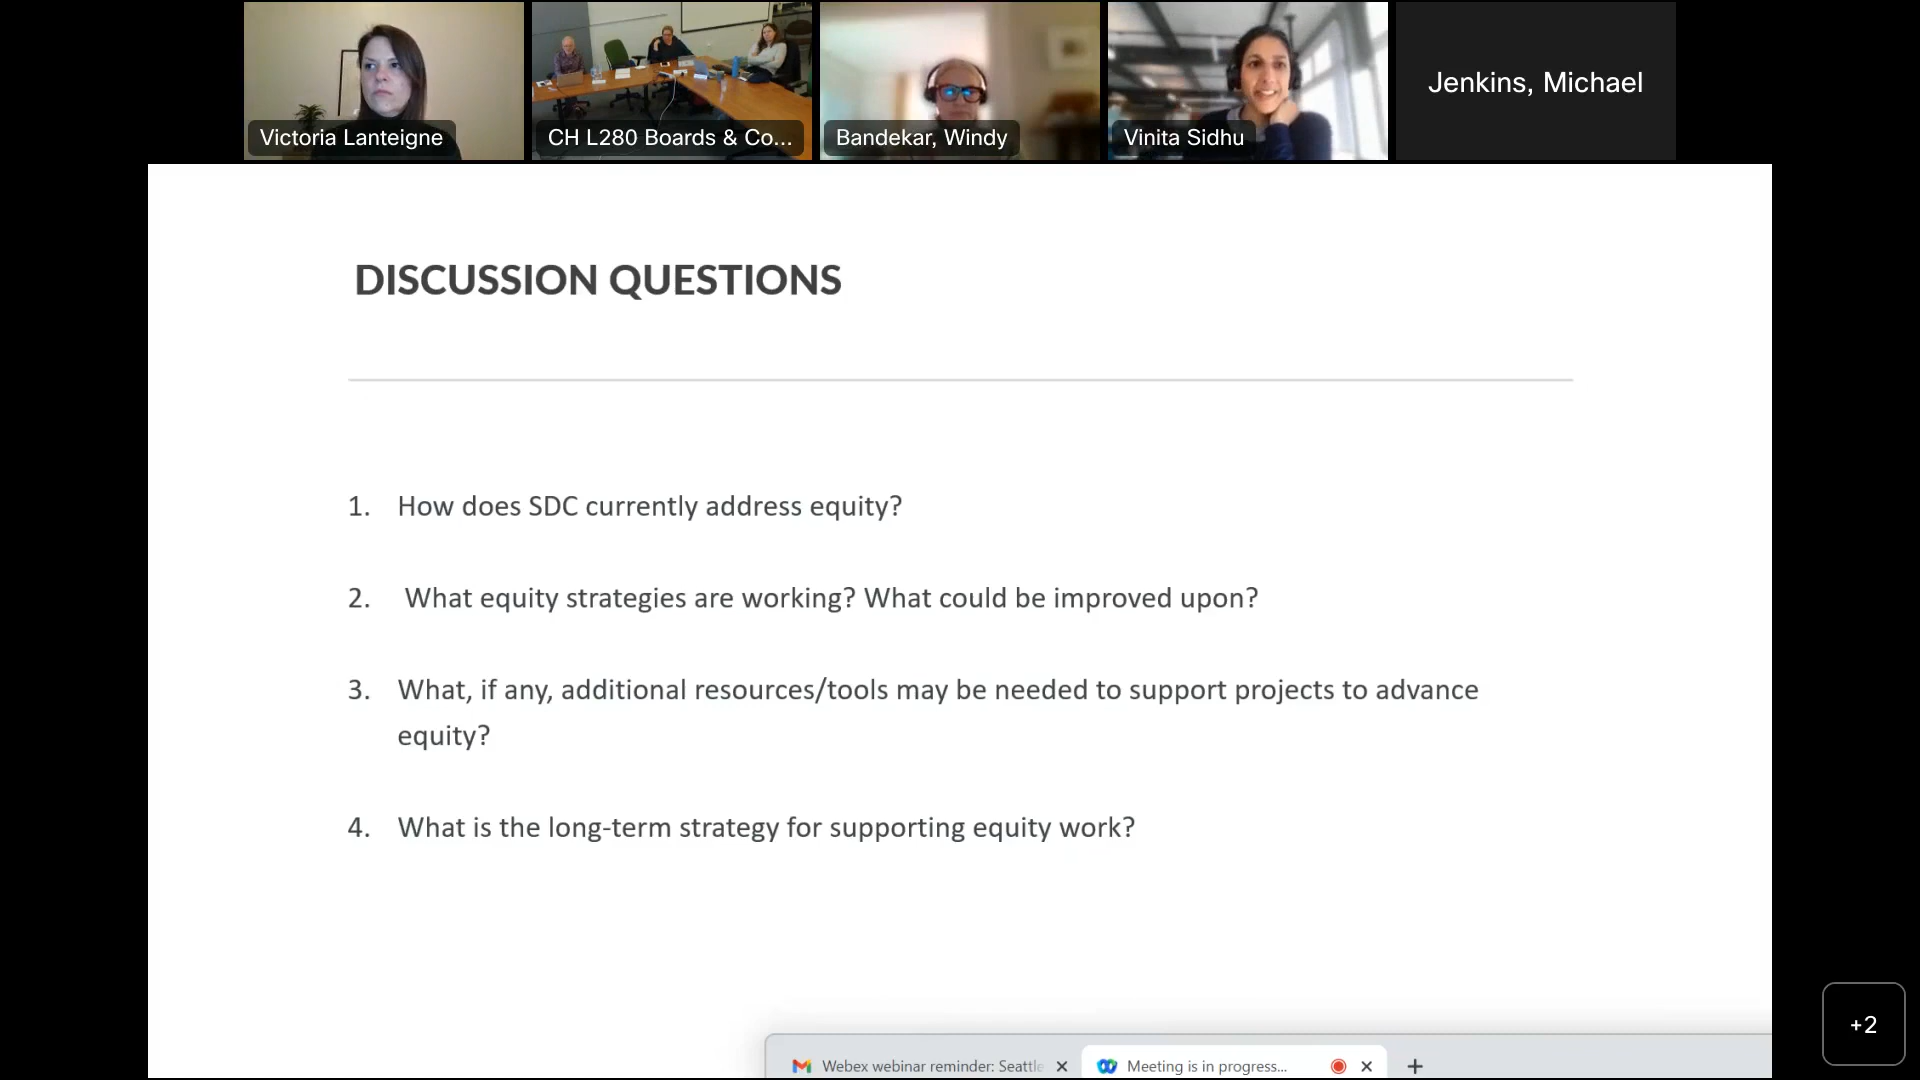 Victoria Lanteigne
CH L280 Boards & Co...
Bandekar, Windy
Vinita Sidhu
Jenkins, Michael
DISCUSSION QUESTIONS
1. How does SDC currently address equity?
2. What equity strategies are working? What could be improved upon?
3. What, if any, additional resources/tools may be needed to support projects to advance
equity?
4. What is the long-term strategy for supporting equity work?
+2
Webex webinar reminder: Seattle
Meeting is in progress...